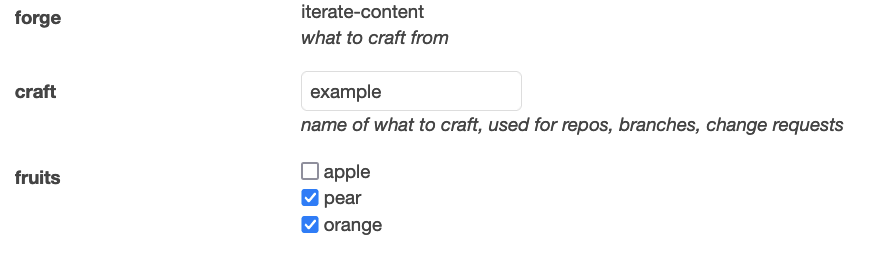 forge
iterate-content
what to craft from
craft
example
name of what to craft, used for repos, branches, change requests
fruits
apple
pear
orange